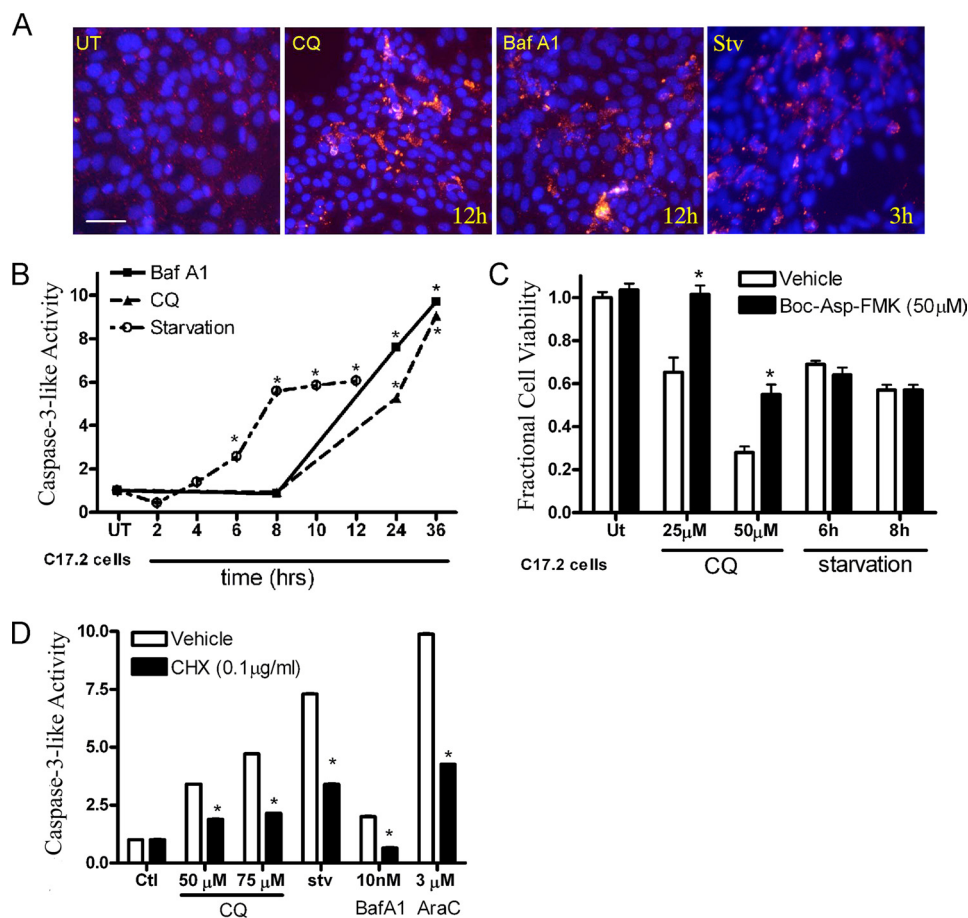 A
UT
CQ
12h
Baf A1
12h
Stv
3h
B
Baf A1
CQ
Starvation
Caspase-3-like Activity
10
8
6
4
2
0
* * * * * * * *
UT 2 4 6 8 10 12 24 36
C17.2 cells
time (hrs)
C
Vehicle
Boc-Asp-FMK (50μM)
Fractional Cell Viability
1.0
0.8
0.6
0.4
0.2
0.0
* *
Ut 25μM 50μM 6h 8h
C17.2 cells
CQ
starvation
D
Vehicle
CHX (0.1μg/ml)
Caspase-3-like Activity
10.0
7.5
5.0
2.5
0.0
* * * * *
Ctl 50 μM 75 μM stv 10nM 3 μM
CQ BafA1 AraC